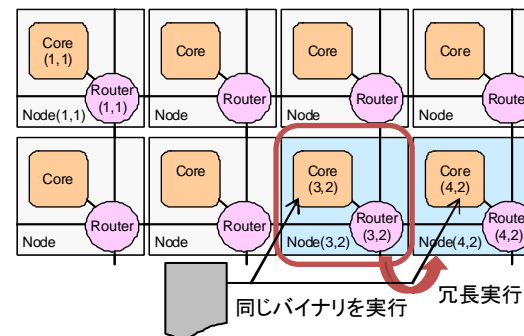 Core
(1,1)
Core
Core
Core
Router
(1,1)
Router
Router
Router
Node(1,1)
Node
Node
Node
Core
Core
Core
(3,2)
Core
(4,2)
Router
Router
Router
(3,2)
Router
(4,2)
Node
Node
Node(3,2)
Node(4,2)
同じバイナリを実行
冗長実行